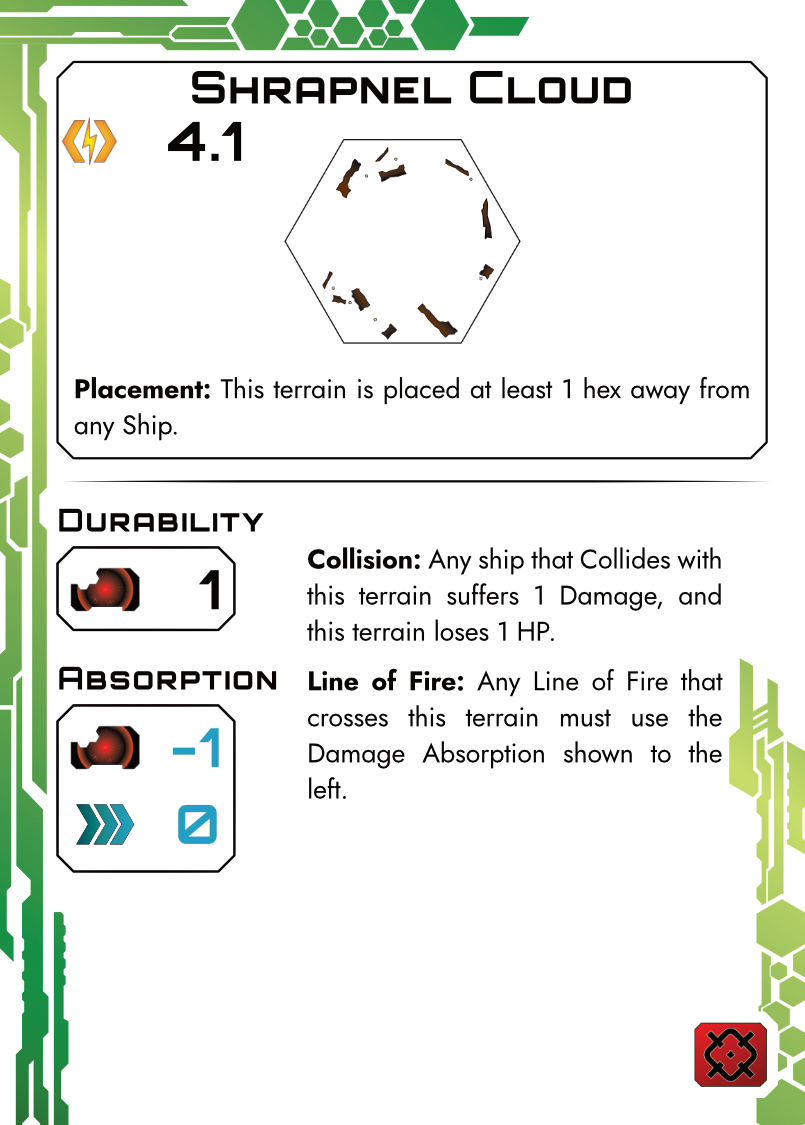 Shrapnel Cloud
4.1
Placement: This terrain is placed at least 1 hex away from
any Ship.
Durability
1
Collision: Any ship that Collides with
this terrain suffers 1 Damage, and
this terrain loses 1 HP.
Absorption
-1
0
Line of Fire: Any Line of Fire that
crosses this terrain must use the
Damage Absorption shown to the
left.